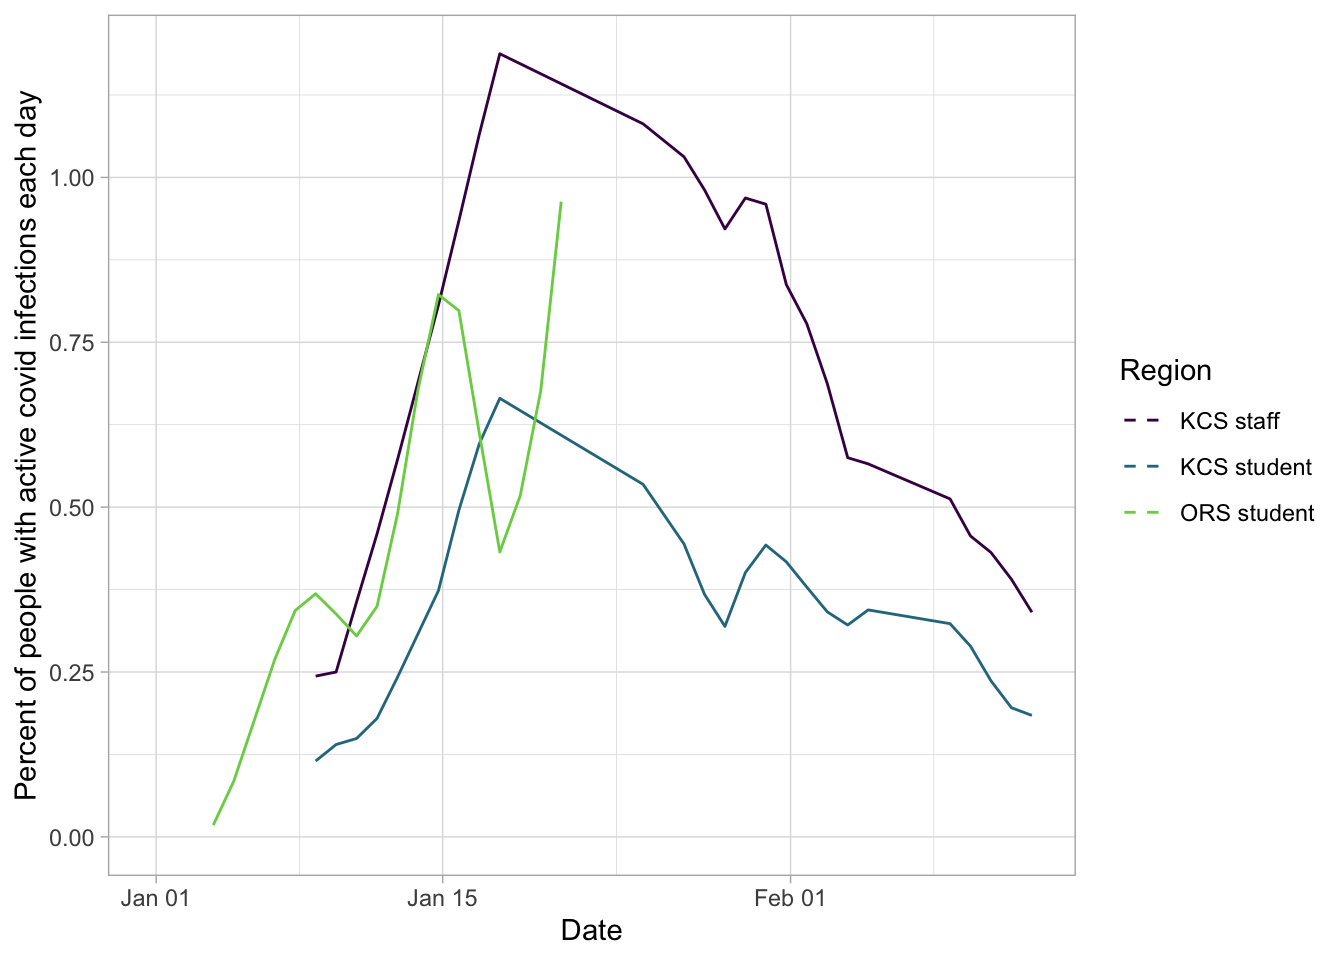 Percent of people with active covid infections each day
1.00
0.75
0.50
0.25
0.00
Jan 01
Jan 15
Feb 01
Date
Region
KCS staff
KCS student
ORS student